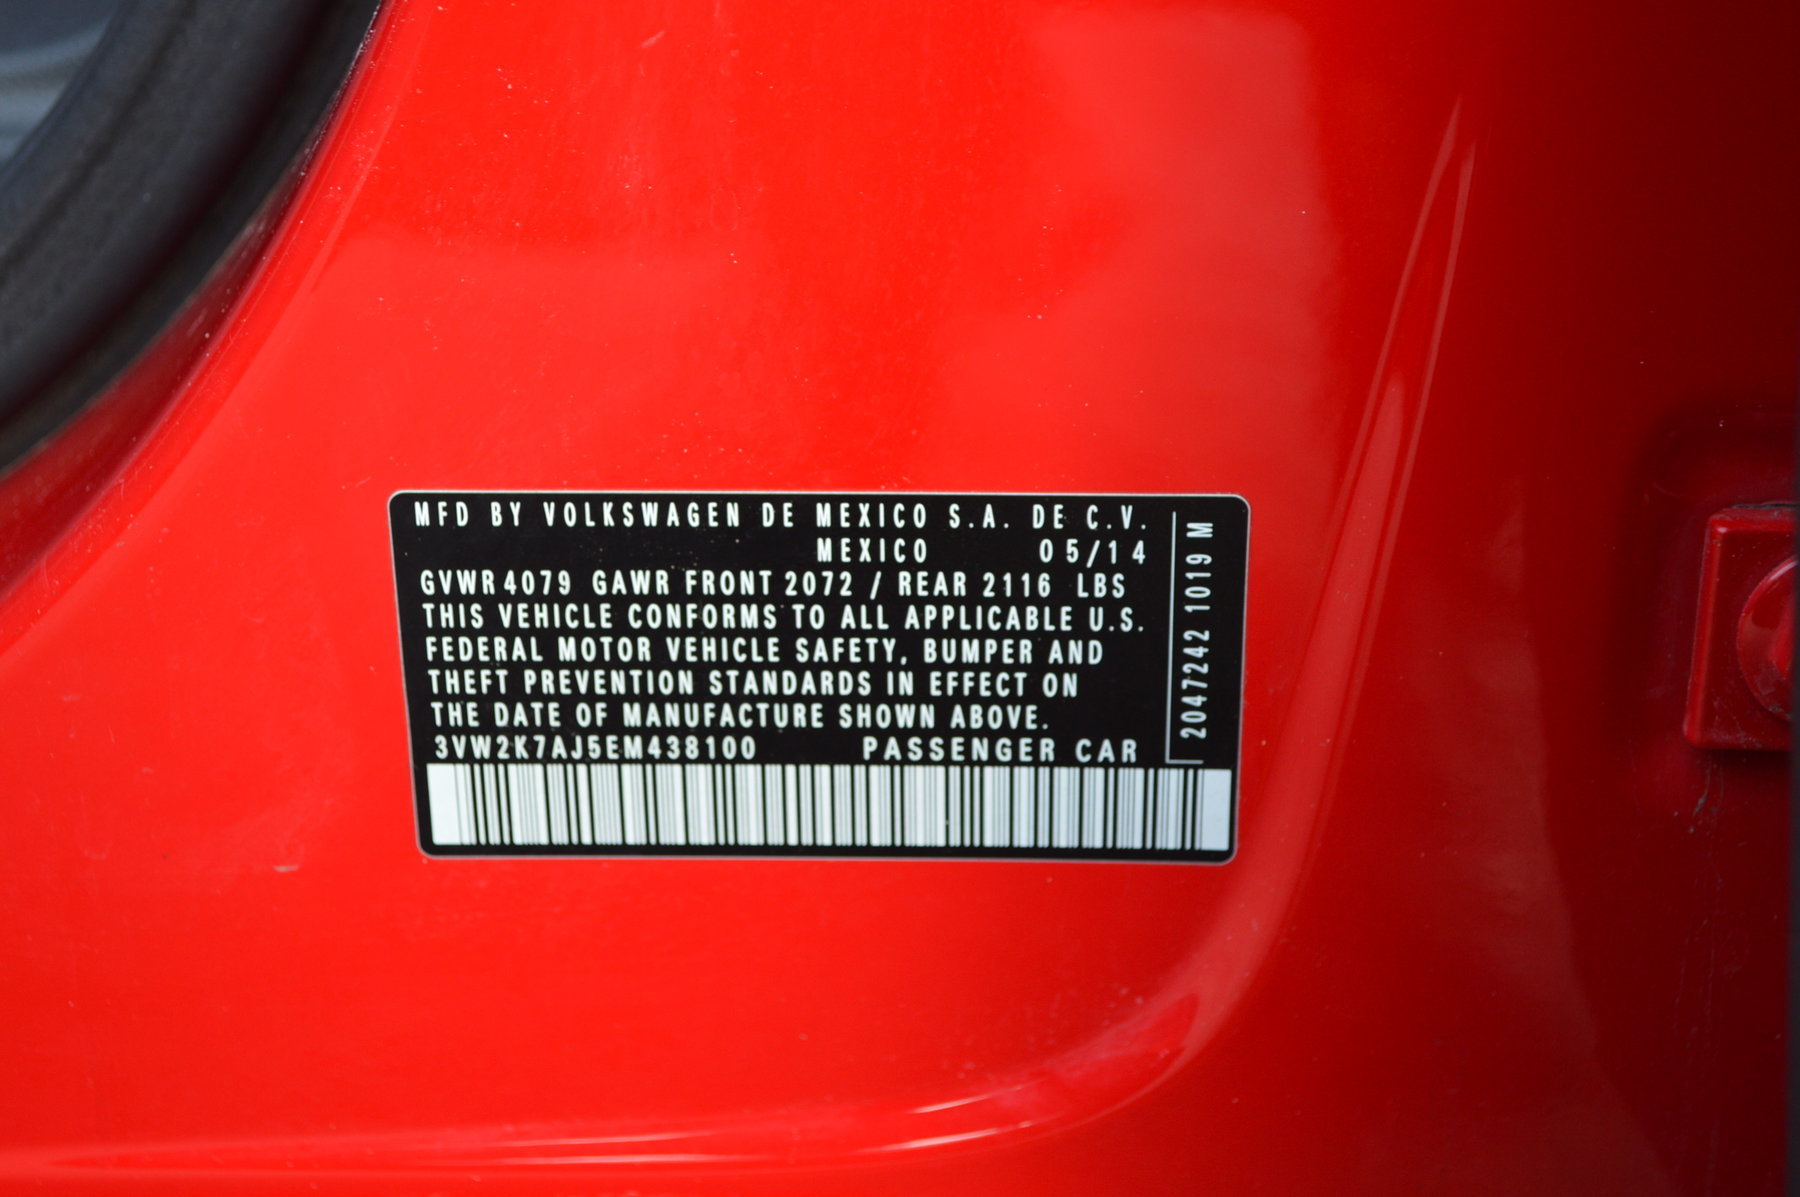 MFD BY VOLKSWAGEN DE MEXICO S.A. DE C.V.
MEXICO 05/14
GVWR 4079 GAWR FRONT 2072 / REAR 2116 LBS
THIS VEHICLE CONFORMS TO ALL APPLICABLE U.S.
FEDERAL MOTOR VEHICLE SAFETY, BUMPER AND
THEFT PREVENTION STANDARDS IN EFFECT ON
THE DATE OF MANUFACTURE SHOWN ABOVE.
3VW2K7AJ5EM438100 PASSENGER CAR
2047242 1019 M